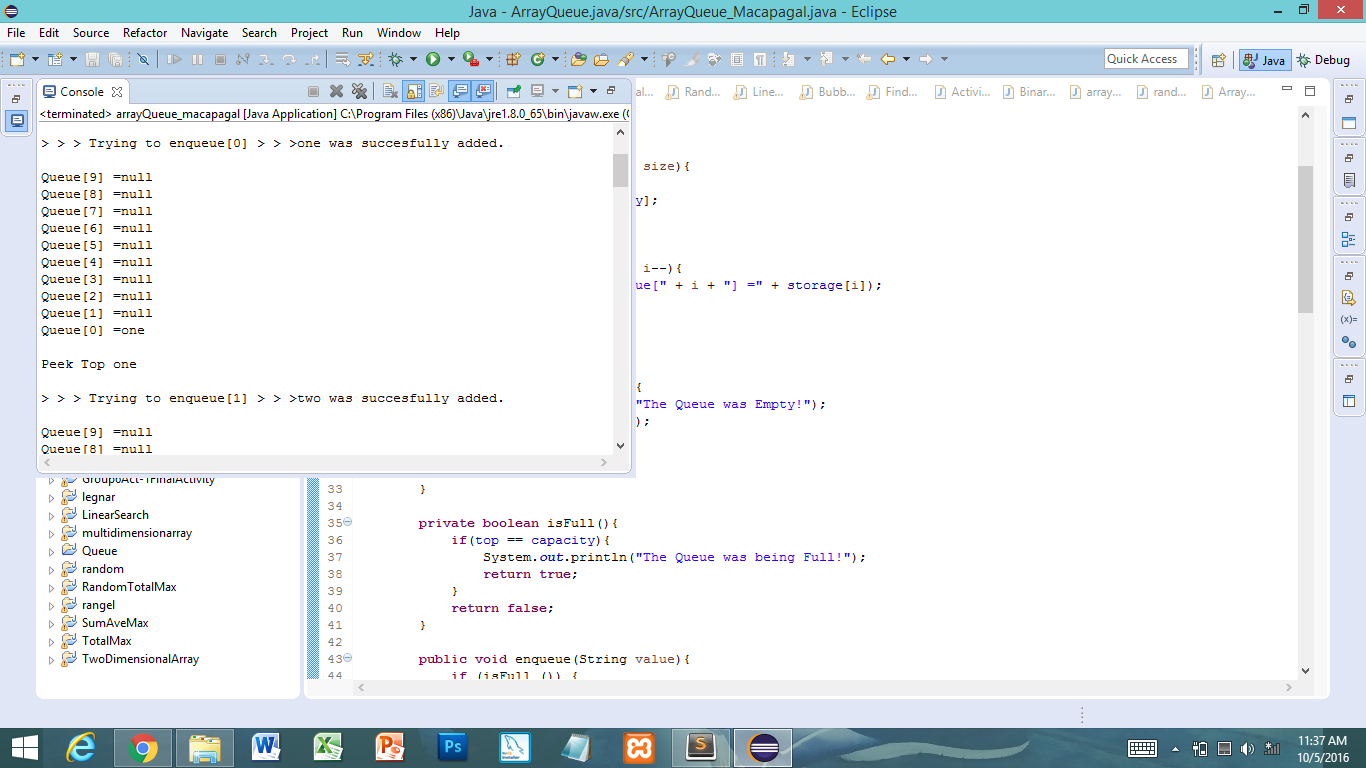 Java - ArrayQueue.java/src/ArrayQueue_Macapagal.java - Eclipse
File Edit Source Refactor Navigate Search Project Run Window Help
Quick Access Java Debug
Console
al... Rand... Line... Bubb... Find... Activi... Binar... array... rand... Array...
<terminated> arrayQueue_macapagal [Java Application] C:\Program Files (x86)\Java\jre1.8.0_65\bin\javaw.exe (
> > > Trying to enqueue[0] > > >one was succesfully added.
Queue[9] =null
Queue[8] =null
Queue[7] =null
Queue[6] =null
Queue[5] =null
Queue[4] =null
Queue[3] =null
Queue[2] =null
Queue[1] =null
Queue[0] =one
Peek Top one
> > > Trying to enqueue[1] > > >two was succesfully added.
Queue[9] =null
Queue[8] =null
size){
y];
i--){
ue[" + i + "] =" + storage[i]);
{
"The Queue was Empty!");
);
GroupoAct-1FinalActivity
legnar
LinearSearch
multidimensionarray
Queue
random
RandomTotalMax
rangel
SumAveMax
TotalMax
TwoDimensionalArray
33 }
34
35 private boolean isFull(){
36 if(top == capacity){
37 System.out.println("The Queue was being Full!");
38 return true;
39 }
40 return false;
41 }
42
43 public void enqueue(String value){
44 if (isFull ()) {
(x)=
Ps
S
11:37 AM
10/5/2016